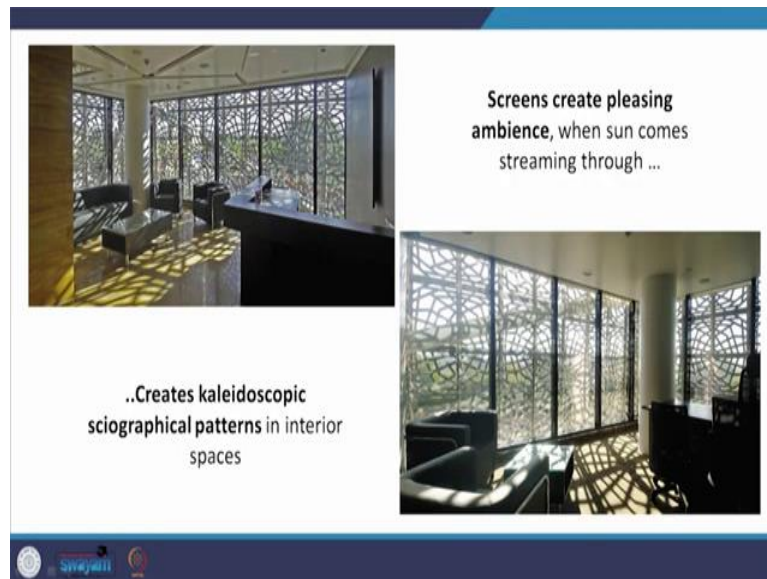 Screens create pleasing
ambience, when sun comes
streaming through ...
..Creates kaleidoscopic
sciographical patterns in interior
spaces
swayam